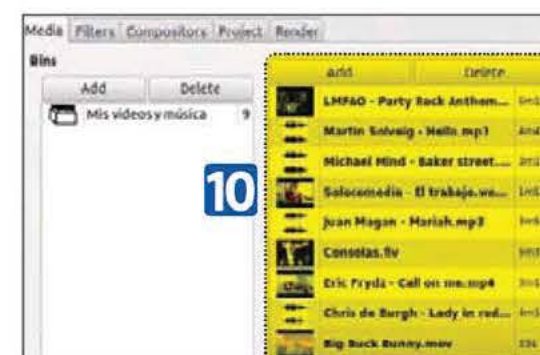 Media Filters Compositors Project Render
Bins
Add Delete
Mis videos y música 9
10
Add Delete
LMFAO - Party Rock Anthem...
Martin Solveig - Hello.mp3
Michael Mind - Baker street....
Solocomedia - El trabajo.we...
Juan Magan - Mariah.mp3
Consolas.flv
Eric Prydz - Call on me.mp4
Chris de Burgh - Lady in red...
Big Buck Bunny.mov